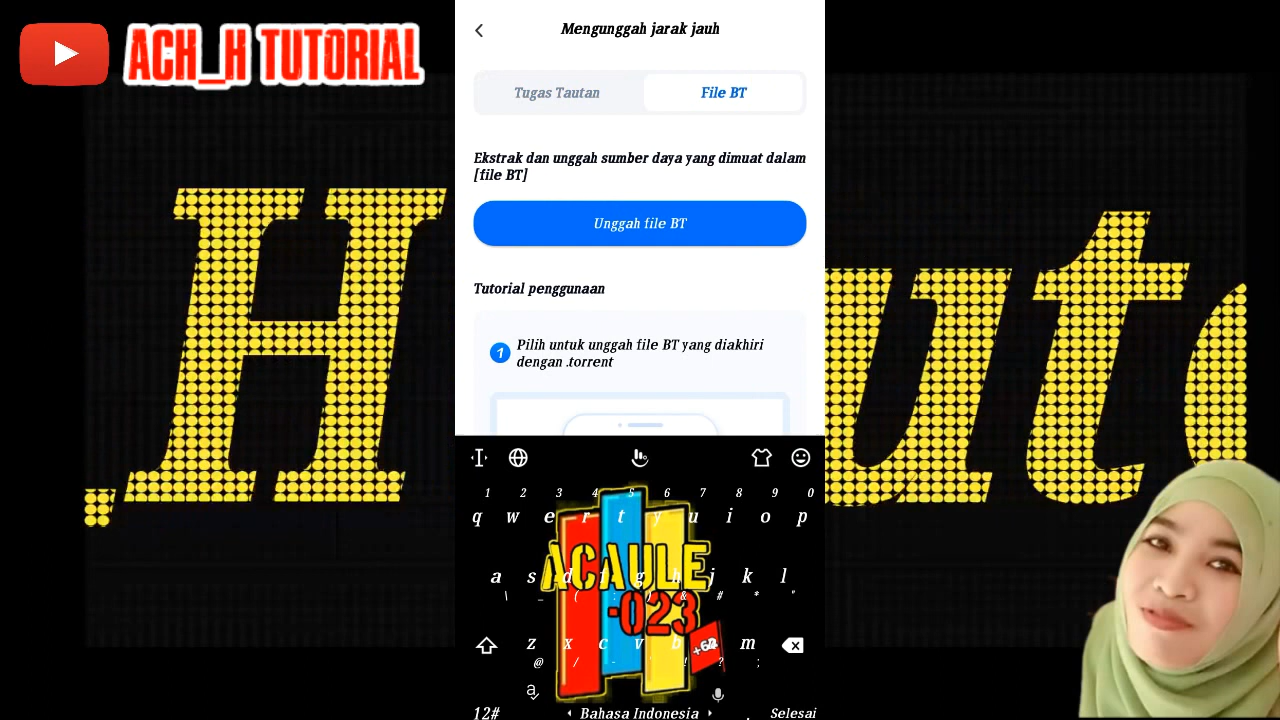 ACH_H TUTORIAL
Mengunggah jarak jauh
Tugas Tautan
File BT
Ekstrak dan unggah sumber daya yang dimuat dalam
[file BT]
Unggah file BT
Tutorial penggunaan
1 Pilih untuk unggah file BT yang diakhiri
dengan .torrent
H
ut
1 2 3 4 5 6 7 8 9 0
q w e r t y u i o p
ACAULE
a s d f g h j k l
-023
z x c v b n m
+62
@ / - ! ? ;
12#
Bahasa Indonesia
Selesai